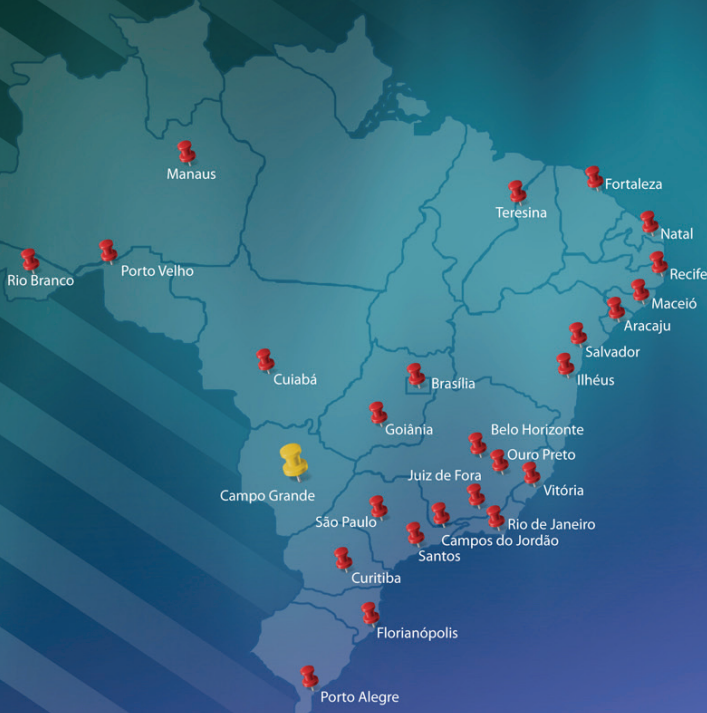 Manaus
Fortaleza
Teresina
Natal
Porto Velho
Recife
Rio Branco
Maceió
Aracaju
Salvador
Cuiabá
Brasília
Ilhéus
Goiânia
Belo Horizonte
Ouro Preto
Juiz de Fora
Vitória
Campo Grande
São Paulo
Rio de Janeiro
Campos do Jordão
Santos
Curitiba
Florianópolis
Porto Alegre